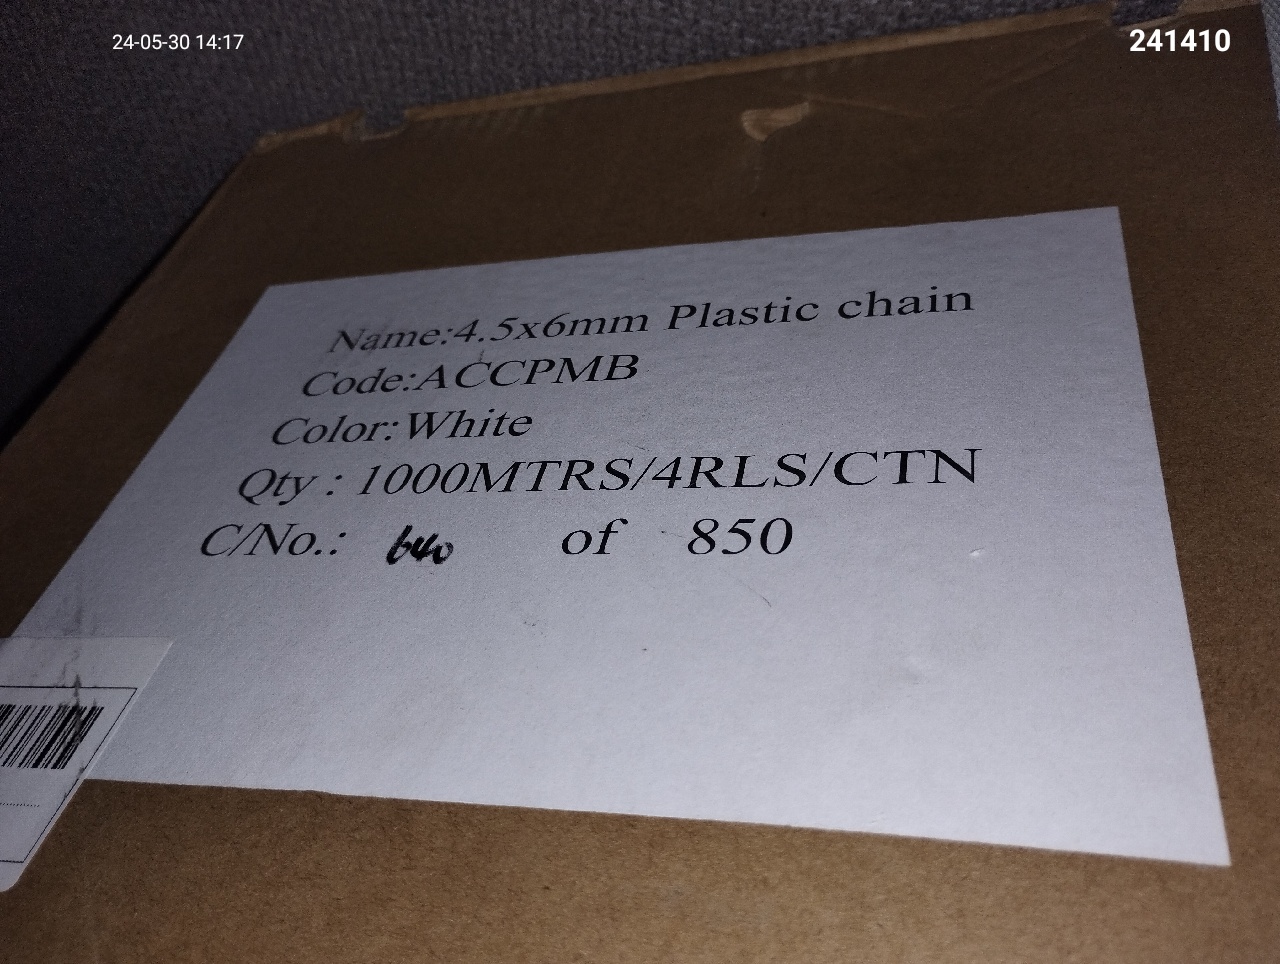 24-05-30 14:17
241410
Name:4.5x6mm Plastic chain
Code:ACCPMB
Color:White
Qty : 1000MTRS/4RLS/CTN
C/No.: 640 of 850